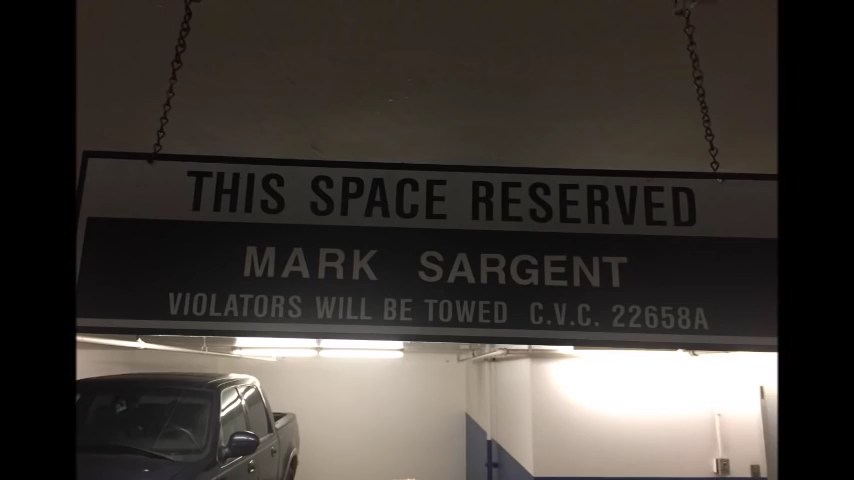 THIS SPACE RESERVED
MARK SARGENT
VIOLATORS WILL BE TOWED C.V.C. 22658A